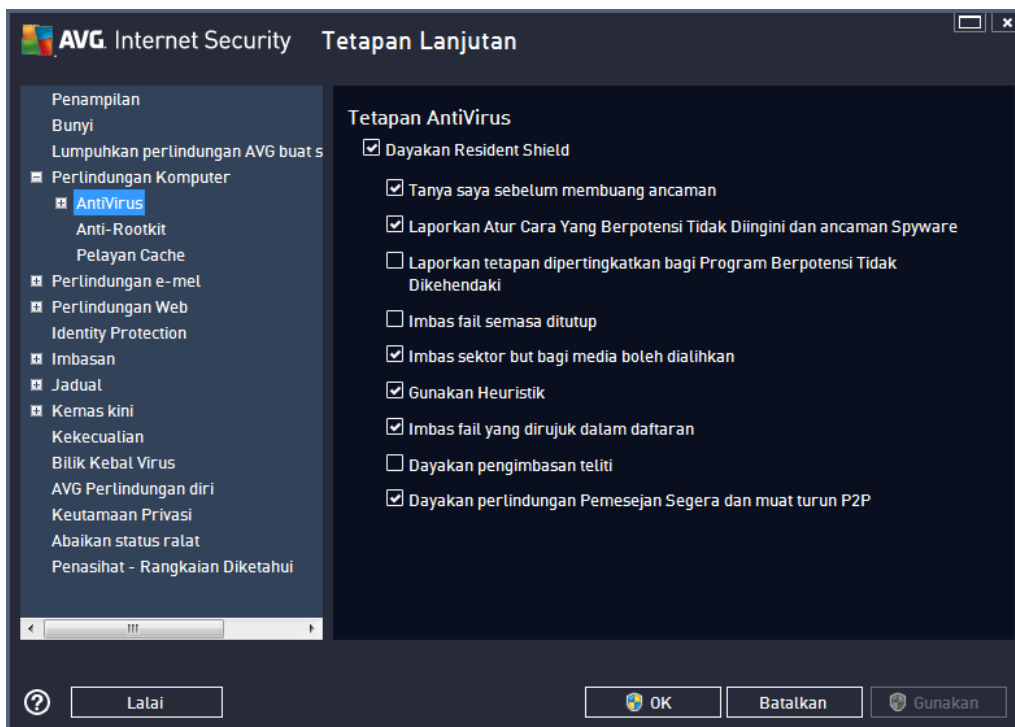 AVG. Internet Security Tetapan Lanjutan
Penampilan
Bunyi
Lumpuhkan perlindungan AVG buat s
Perlindungan Komputer
AntiVirus
Anti-Rootkit
Pelayan Cache
Perlindungan e-mel
Perlindungan Web
Identity Protection
Imbasan
Jadual
Kemas kini
Kekecualian
Bilik Kebal Virus
AVG Perlindungan diri
Keutamaan Privasi
Abaikan status ralat
Penasihat - Rangkaian Diketahui
Tetapan AntiVirus
Dayakan Resident Shield
Tanya saya sebelum membuang ancaman
Laporkan Atur Cara Yang Berpotensi Tidak Diingini dan ancaman Spyware
Laporkan tetapan dipertingkatkan bagi Program Berpotensi Tidak
Dikehendaki
Imbas fail semasa ditutup
Imbas sektor but bagi media boleh dialihkan
Gunakan Heuristik
Imbas fail yang dirujuk dalam daftaran
Dayakan pengimbasan teliti
Dayakan perlindungan Pemesejan Segera dan muat turun P2P
Lalai
OK
Batalkan
Gunakan